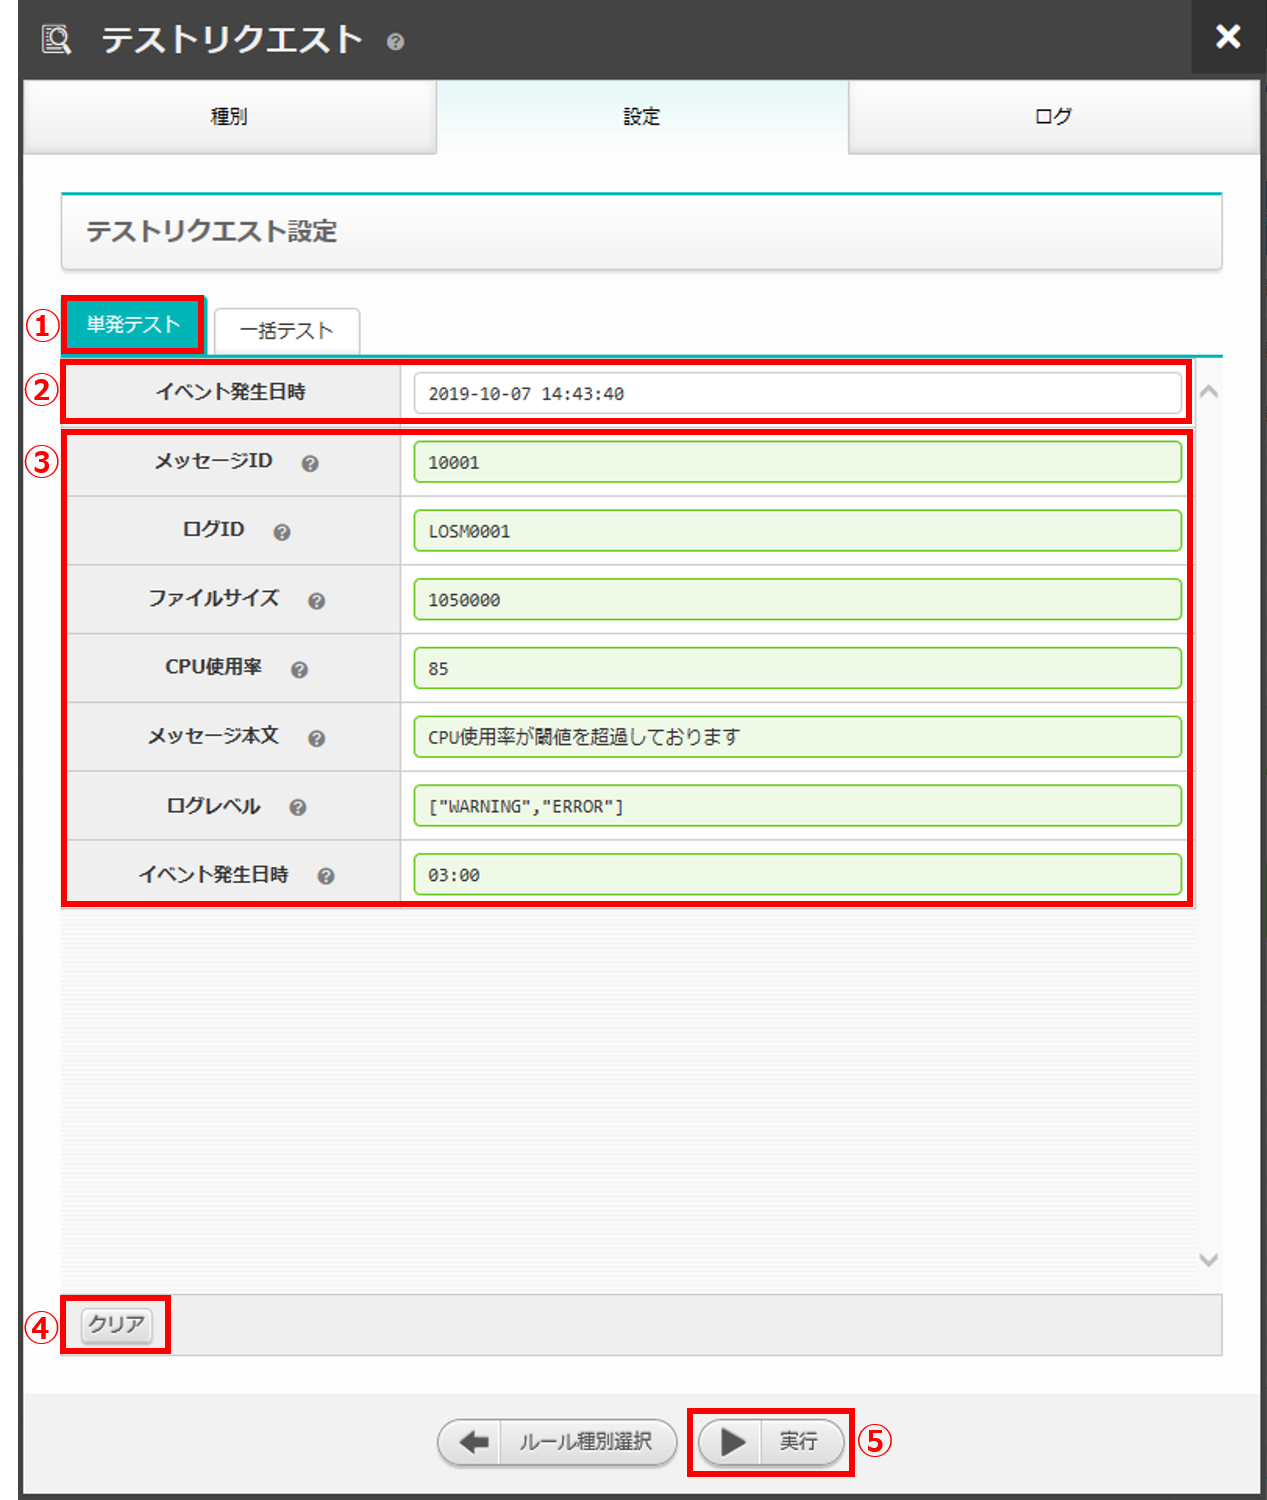 テストリクエスト
種別 設定 ログ
テストリクエスト設定
① 単発テスト 一括テスト
② イベント発生日時 2019-10-07 14:43:40
③ メッセージID 10001
ログID LOSM0001
ファイルサイズ 1050000
CPU使用率 85
メッセージ本文 CPU使用率が閾値を超過しております
ログレベル ["WARNING","ERROR"]
イベント発生日時 03:00
④ クリア
ルール種別選択 実行 ⑤